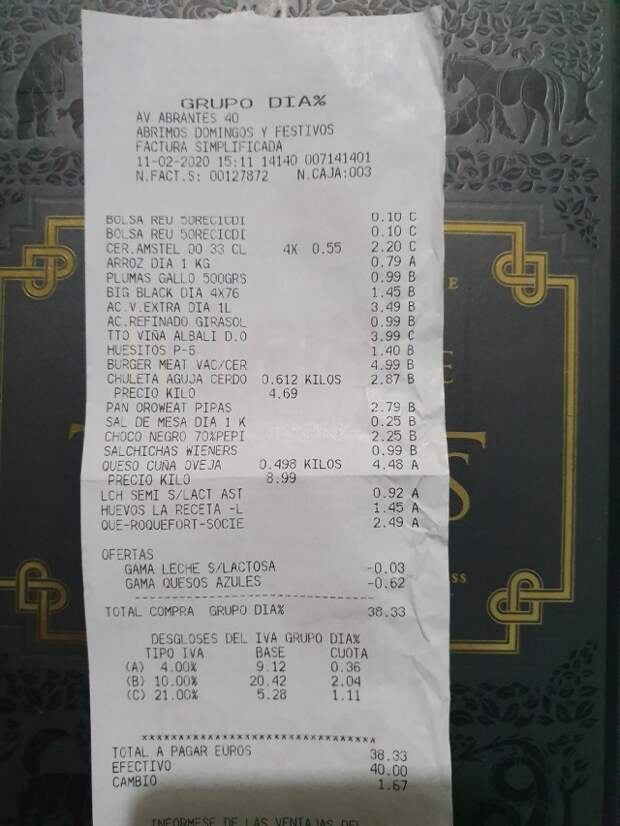 GRUPO DIA%
AV ABRANTES 40
ABRIMOS DOMINGOS Y FESTIVOS
FACTURA SIMPLIFICADA
11-02-2020 15:11 14140 007141401
N.FACT.S: 00127872 N.CAJA:003
BOLSA REU 50RECICDI 0.10 C
BOLSA REU 50RECICDI 0.10 C
CER.AMSTEL OO 33 CL 4X 0.55 2.20 C
ARROZ DIA 1 KG 0.79 A
PLUMAS GALLO 500GRS 0.99 B
BIG BLACK DIA 4X76 1.45 B
AC.V.EXTRA DIA 1L 3.49 B
AC.REFINADO GIRASOL 0.99 B
TTO VIÑA ALBALI D.O 3.99 C
HUESITOS P-6 1.40 B
BURGER MEAT VAC/CER 4.99 B
CHULETA AGUJA CERDO 0.612 KILOS 2.87 B
PRECIO KILO 4.69
PAN OROWEAT PIPAS 2.79 B
SAL DE MESA DIA 1 K 0.25 B
CHOCO NEGRO 70%PEPI 2.25 B
SALCHICHAS WIENERS 0.99 B
QUESO CUÑA OVEJA 0.498 KILOS 4.48 A
PRECIO KILO 8.99
LCH SEMI S/LACT AST 0.92 A
HUEVOS LA RECETA -L 1.45 A
QUE-ROQUEFORT-SOCIE 2.49 A
OFERTAS
GAMA LECHE S/LACTOSA -0.03
GAMA QUESOS AZULES -0.62
TOTAL COMPRA GRUPO DIA% 38.33
DESGLOSES DEL IVA GRUPO DIA%
TIPO IVA BASE CUOTA
(A) 4.00% 9.12 0.36
(B) 10.00% 20.42 2.04
(C) 21.00% 5.28 1.11
TOTAL A PAGAR EUROS 38.33
EFECTIVO 40.00
CAMBIO 1.67
INFORMESE DE LAS VENTAJAS DEL